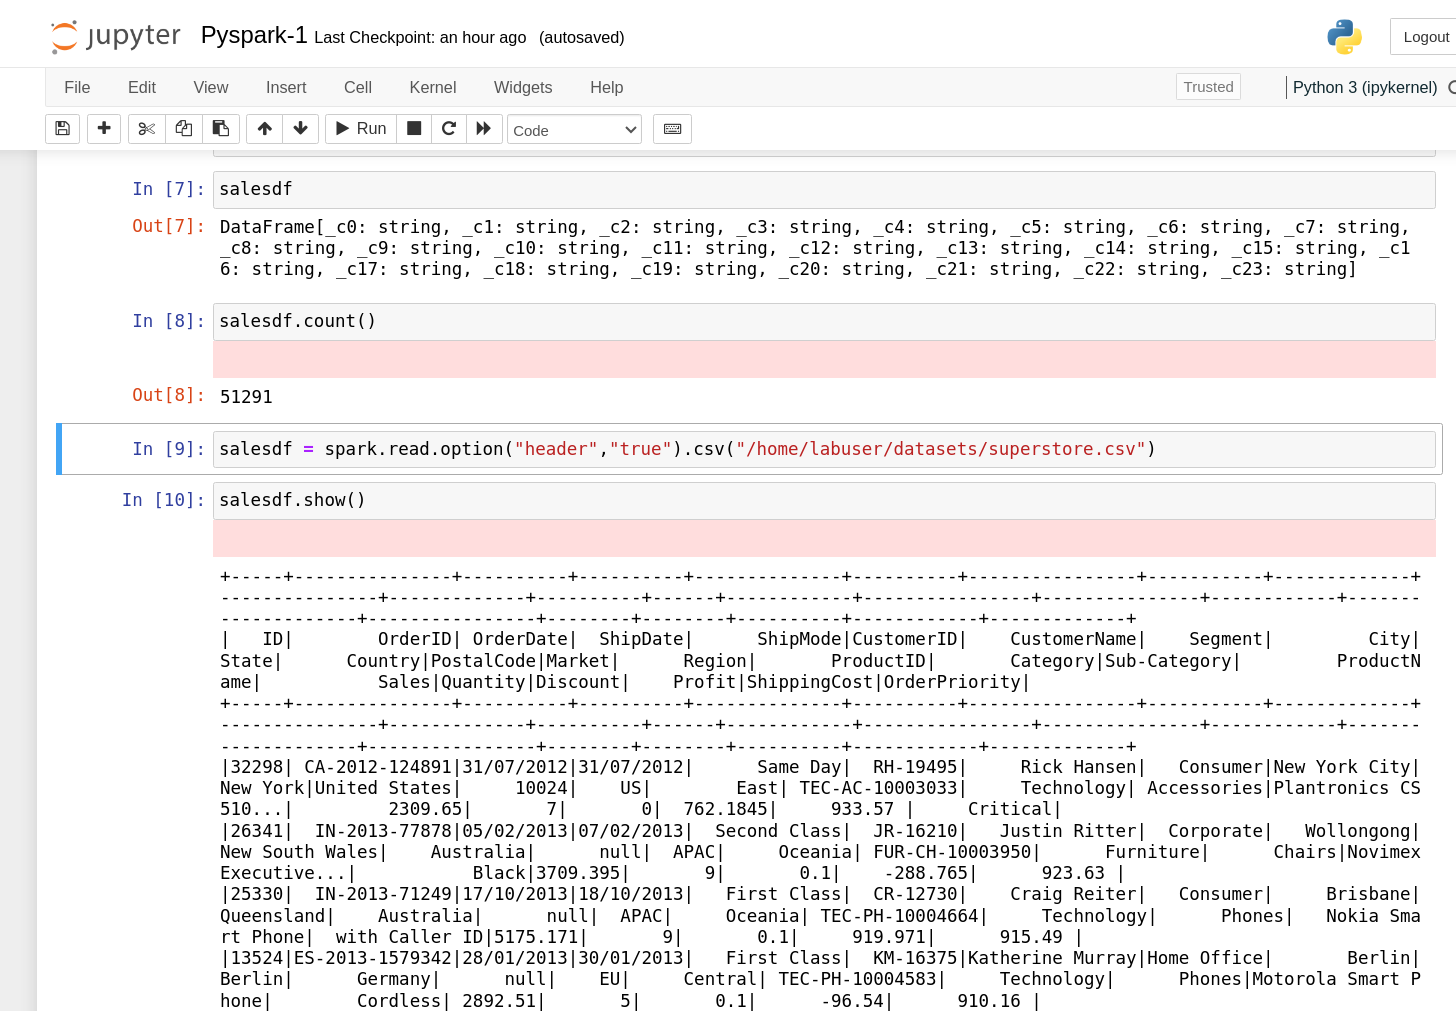 jupyter Pyspark-1 Last Checkpoint: an hour ago (autosaved) Logout
File Edit View Insert Cell Kernel Widgets Help Trusted Python 3 (ipykernel)
Run Code
In [7]: salesdf
Out[7]: DataFrame[_c0: string, _c1: string, _c2: string, _c3: string, _c4: string, _c5: string, _c6: string, _c7: string,
_c8: string, _c9: string, _c10: string, _c11: string, _c12: string, _c13: string, _c14: string, _c15: string, _c1
6: string, _c17: string, _c18: string, _c19: string, _c20: string, _c21: string, _c22: string, _c23: string]
In [8]: salesdf.count()
Out[8]: 51291
In [9]: salesdf = spark.read.option("header","true").csv("/home/labuser/datasets/superstore.csv")
In [10]: salesdf.show()
+-----+---------------+----------+----------+--------------+----------+----------------+-----------+-------------+
---------------+-------------+----------+------+------------+----------------+---------------+------------+-------
-------------+----------------+--------+--------+----------+------------+-------------+
|   ID|        OrderID| OrderDate|  ShipDate|      ShipMode|CustomerID|    CustomerName|    Segment|         City|
State|      Country|PostalCode|Market|      Region|       ProductID|       Category|Sub-Category|         ProductN
ame|           Sales|Quantity|Discount|    Profit|ShippingCost|OrderPriority|
+-----+---------------+----------+----------+--------------+----------+----------------+-----------+-------------+
---------------+-------------+----------+------+------------+----------------+---------------+------------+-------
-------------+----------------+--------+--------+----------+------------+-------------+
|32298| CA-2012-124891|31/07/2012|31/07/2012|      Same Day|  RH-19495|     Rick Hansen|   Consumer|New York City|
New York|United States|     10024|    US|        East| TEC-AC-10003033|     Technology| Accessories|Plantronics CS
510...|         2309.65|       7|       0|  762.1845|     933.57 |     Critical|
|26341|  IN-2013-77878|05/02/2013|07/02/2013|  Second Class|  JR-16210|   Justin Ritter|  Corporate|   Wollongong|
New South Wales|    Australia|      null|  APAC|     Oceania| FUR-CH-10003950|      Furniture|      Chairs|Novimex
Executive...|           Black|3709.395|       9|       0.1|    -288.765|      923.63 |
|25330|  IN-2013-71249|17/10/2013|18/10/2013|   First Class|  CR-12730|    Craig Reiter|   Consumer|     Brisbane|
Queensland|    Australia|      null|  APAC|     Oceania| TEC-PH-10004664|     Technology|      Phones|   Nokia Sma
rt Phone|  with Caller ID|5175.171|       9|       0.1|     919.971|      915.49 |
|13524|ES-2013-1579342|28/01/2013|30/01/2013|   First Class|  KM-16375|Katherine Murray|Home Office|       Berlin|
Berlin|      Germany|      null|    EU|     Central| TEC-PH-10004583|     Technology|      Phones|Motorola Smart P
hone|        Cordless| 2892.51|       5|       0.1|      -96.54|      910.16 |